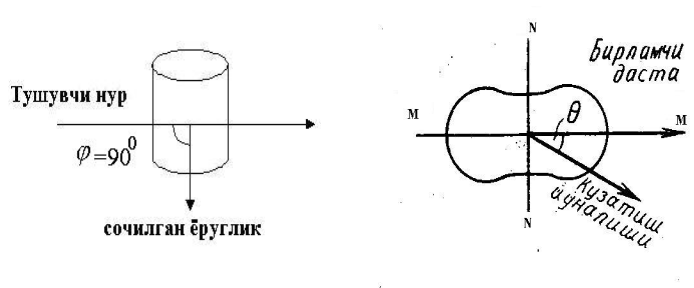 Тушувчи нур
φ=90⁰
сочилган ёруглик
N
Бирламчи
даста
M
θ
M
кузатиш
йуналиши
N